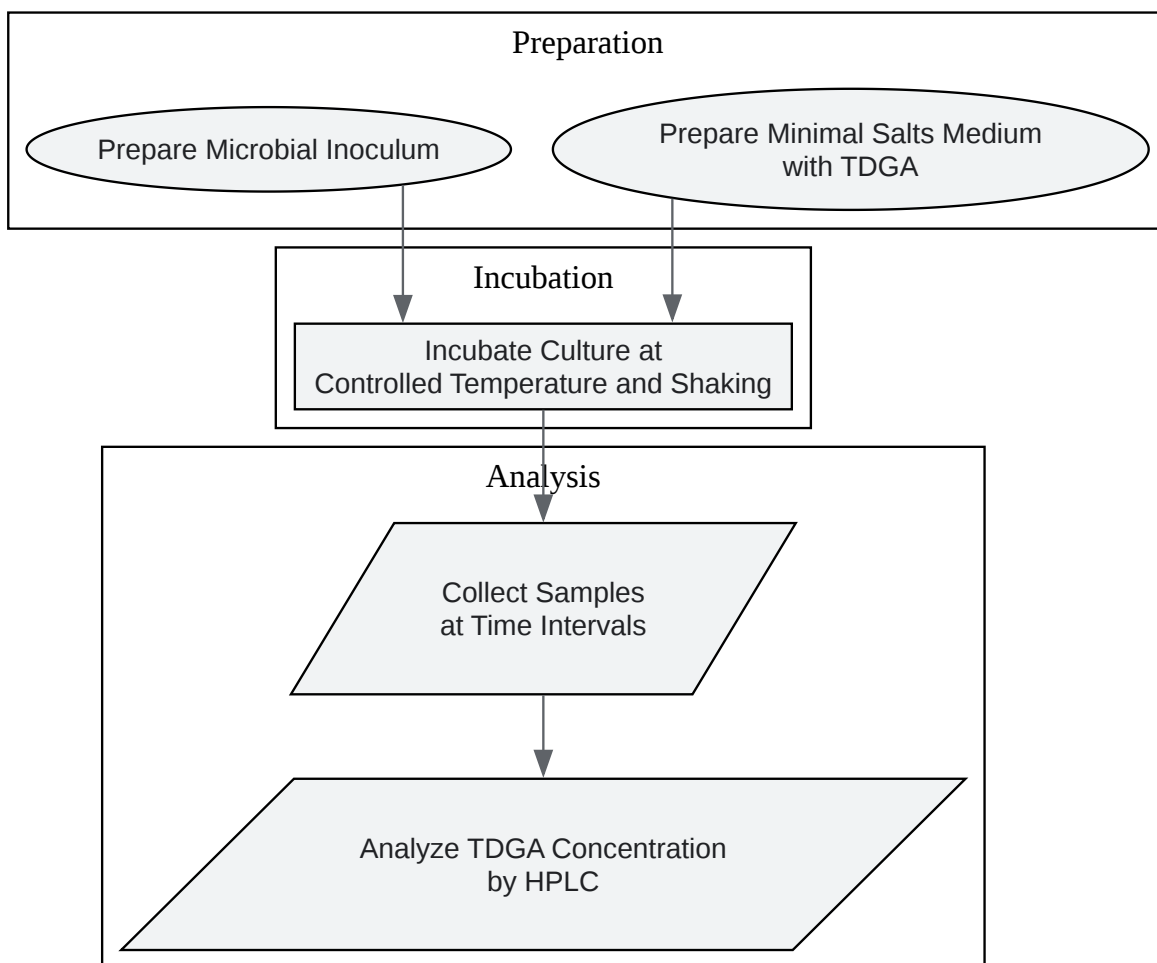 Preparation
Prepare Microbial Inoculum
Prepare Minimal Salts Medium
with TDGA
Incubation
Incubate Culture at
Controlled Temperature and Shaking
Analysis
Collect Samples
at Time Intervals
Analyze TDGA Concentration
by HPLC